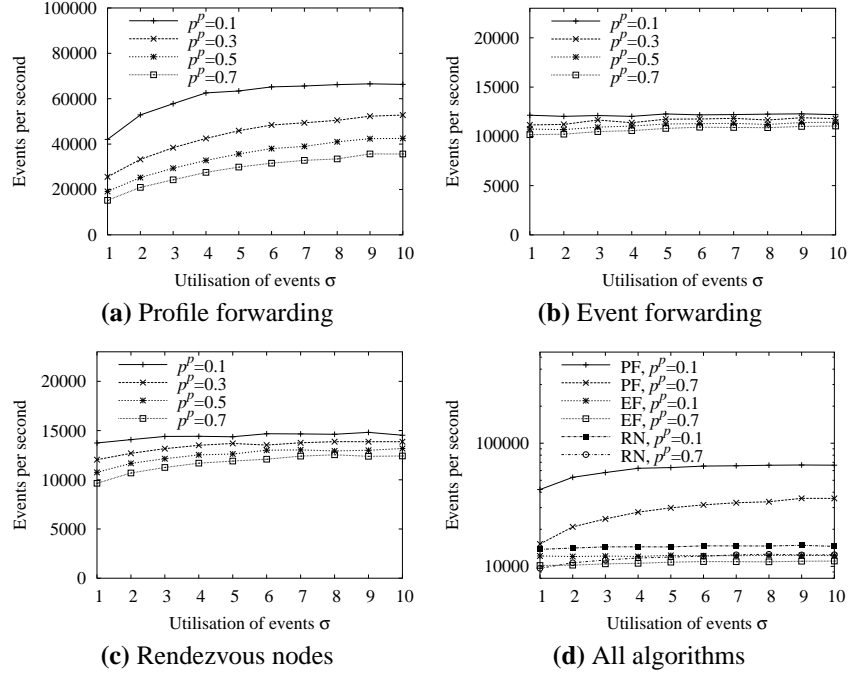 100000
80000
60000
40000
20000
0
Events per second
p^p=0.1
p^p=0.3
p^p=0.5
p^p=0.7
1 2 3 4 5 6 7 8 9 10
Utilisation of events σ
(a) Profile forwarding
20000
15000
10000
5000
0
Events per second
p^p=0.1
p^p=0.3
p^p=0.5
p^p=0.7
1 2 3 4 5 6 7 8 9 10
Utilisation of events σ
(b) Event forwarding
20000
15000
10000
5000
0
Events per second
p^p=0.1
p^p=0.3
p^p=0.5
p^p=0.7
1 2 3 4 5 6 7 8 9 10
Utilisation of events σ
(c) Rendezvous nodes
100000
10000
Events per second
PF, p^p=0.1
PF, p^p=0.7
EF, p^p=0.1
EF, p^p=0.7
RN, p^p=0.1
RN, p^p=0.7
1 2 3 4 5 6 7 8 9 10
Utilisation of events σ
(d) All algorithms